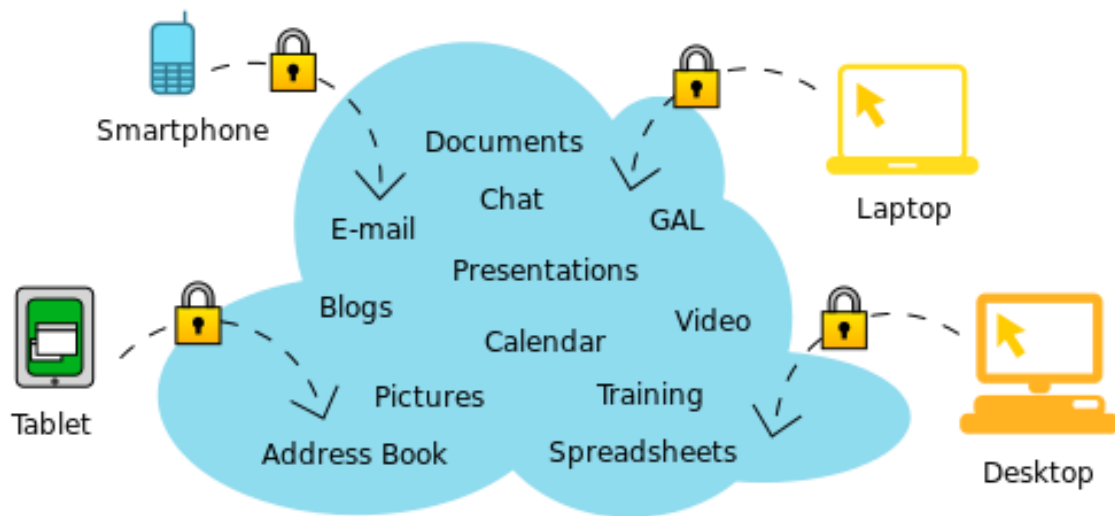 Smartphone
Documents
Chat
E-mail
GAL
Laptop
Presentations
Blogs
Video
Calendar
Tablet
Pictures
Training
Address Book
Spreadsheets
Desktop